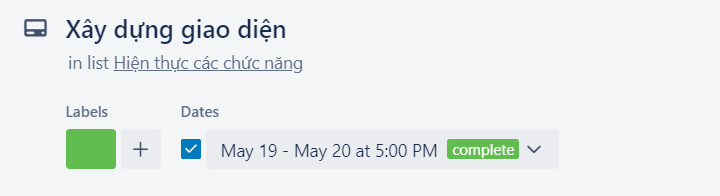 Xây dựng giao diện
in list Hiện thực các chức năng
Labels Dates
May 19 - May 20 at 5:00 PM complete